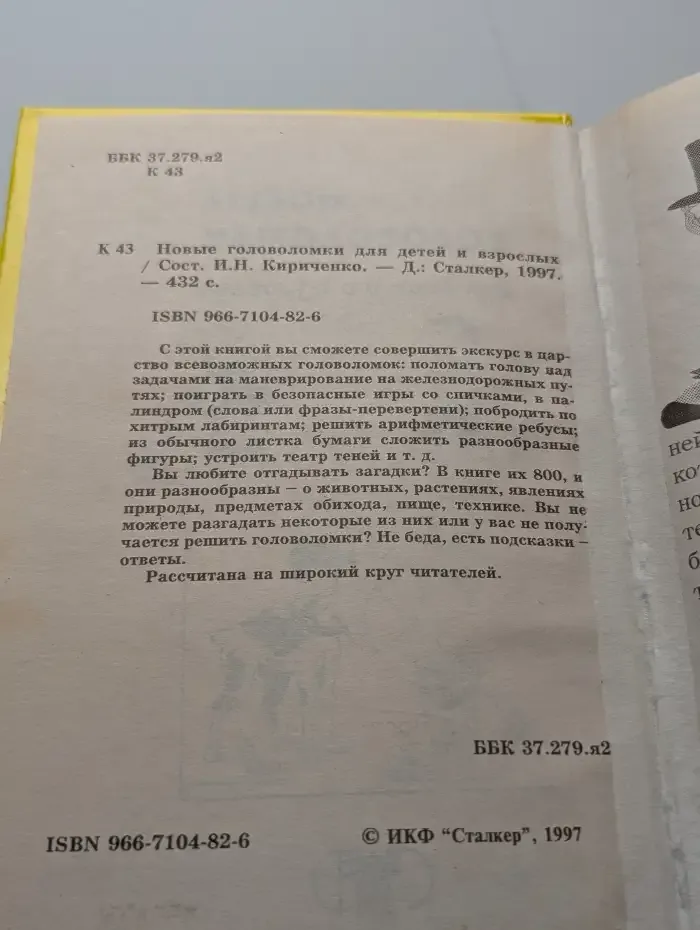 ББК 37.279.я2
К 43
К 43 Новые головоломки для детей и взрослых
/ Сост. И.Н. Кириченко. — Д.: Сталкер, 1997.
— 432 с.
ISBN 966-7104-82-6
С этой книгой вы сможете совершить экскурс в цар-
ство всевозможных головоломок: поломать голову над
задачами на маневрирование на железнодорожных пу-
тях; поиграть в безопасные игры со спичками, в па-
линдром (слова или фразы-перевертени); побродить по
хитрым лабиринтам; решить арифметические ребусы;
из обычного листка бумаги сложить разнообразные
фигуры; устроить театр теней и т. д.
Вы любите отгадывать загадки? В книге их 800, и
они разнообразны – о животных, растениях, явлениях
природы, предметах обихода, пище, технике. Вы не
можете разгадать некоторые из них или у вас не полу-
чается решить головоломки? Не беда, есть подсказки –
ответы.
Рассчитана на широкий круг читателей.
ББК 37.279.я2
ISBN 966-7104-82-6
© ИКФ "Сталкер", 1997
ней
ко
но
те
б
т